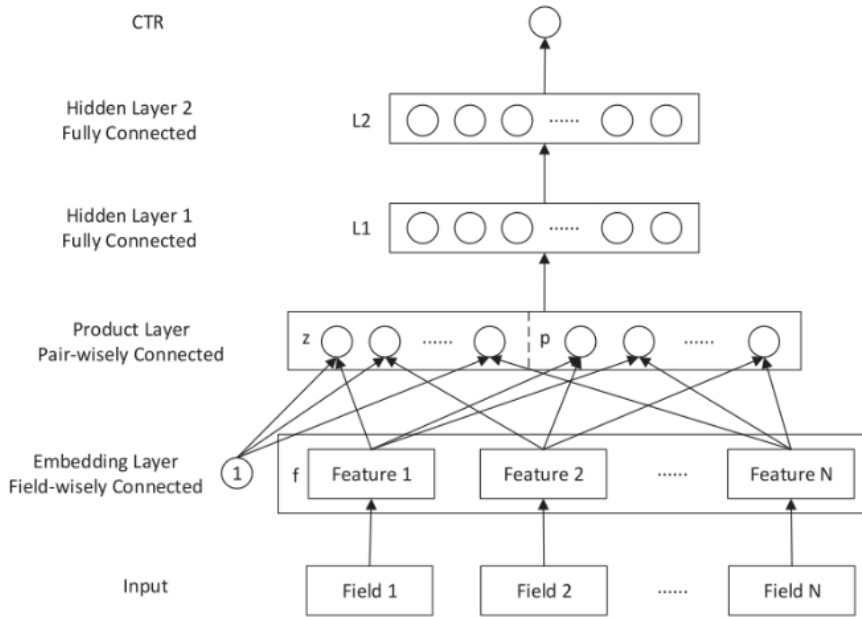 CTR
Hidden Layer 2
Fully Connected
L2
......
Hidden Layer 1
Fully Connected
L1
......
Product Layer
Pair-wisely Connected
z
......
p
......
Embedding Layer
Field-wisely Connected
1
f
Feature 1
Feature 2
......
Feature N
Input
Field 1
Field 2
......
Field N